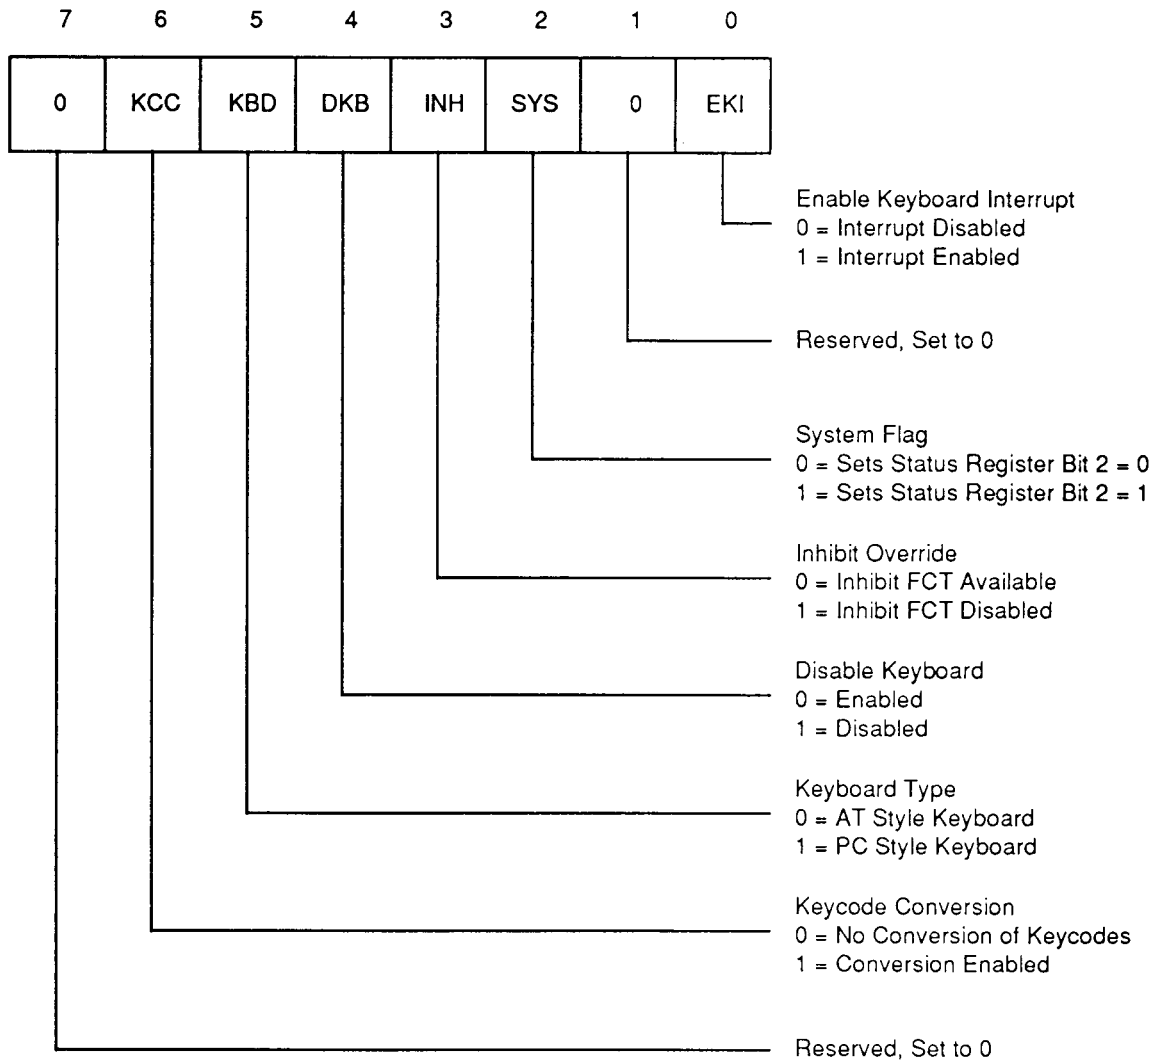 7 6 5 4 3 2 1 0
0 KCC KBD DKB INH SYS 0 EKI
Enable Keyboard Interrupt
0 = Interrupt Disabled
1 = Interrupt Enabled
Reserved, Set to 0
System Flag
0 = Sets Status Register Bit 2 = 0
1 = Sets Status Register Bit 2 = 1
Inhibit Override
0 = Inhibit FCT Available
1 = Inhibit FCT Disabled
Disable Keyboard
0 = Enabled
1 = Disabled
Keyboard Type
0 = AT Style Keyboard
1 = PC Style Keyboard
Keycode Conversion
0 = No Conversion of Keycodes
1 = Conversion Enabled
Reserved, Set to 0